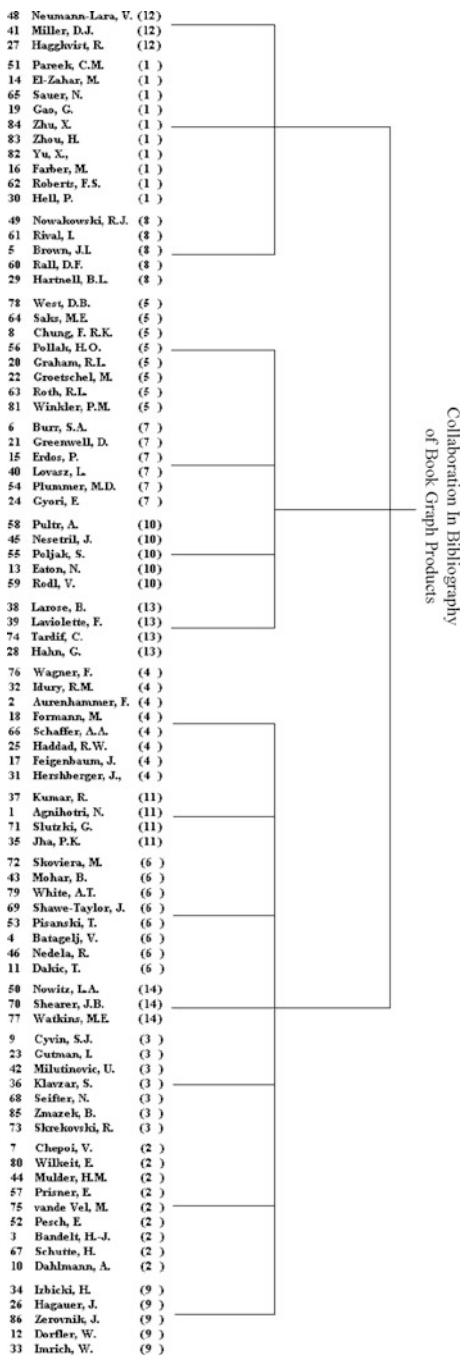 48 Neumann-Lara, V. (12)
41 Miller, D.J. (12)
27 Haggkvist, R. (12)
51 Pareek, C.M. (1 )
14 El-Zahar, M. (1 )
65 Sauer, N. (1 )
19 Gao, G. (1 )
84 Zhu, X. (1 )
83 Zhou, H. (1 )
82 Yu, X., (1 )
16 Farber, M. (1 )
62 Roberts, F.S. (1 )
30 Hell, P. (1 )
49 Nowakowski, R.J. (8 )
61 Rival, I. (8 )
5 Brown, J.I. (8 )
60 Rall, D.F. (8 )
29 Hartnell, B.L. (8 )
78 West, D.B. (5 )
64 Saks, M.E. (5 )
8 Chung, F. R.K. (5 )
56 Pollak, H.O. (5 )
20 Graham, R.L. (5 )
22 Groetschel, M. (5 )
63 Roth, R.L. (5 )
81 Winkler, P.M. (5 )
6 Burr, S.A. (7 )
21 Greenwell, D. (7 )
15 Erdos, P. (7 )
40 Lovasz, L. (7 )
54 Plummer, M.D. (7 )
24 Gyori, E. (7 )
58 Pultr, A. (10)
45 Nesetril, J. (10)
55 Poljak, S. (10)
13 Eaton, N. (10)
59 Rodl, V. (10)
38 Larose, B. (13)
39 Laviolette, F. (13)
74 Tardif, C. (13)
28 Hahn, G. (13)
76 Wagner, F. (4 )
32 Idury, R.M. (4 )
2 Aurenhammer, F. (4 )
18 Formann, M. (4 )
66 Schaffer, A.A. (4 )
25 Haddad, R.W. (4 )
17 Feigenbaum, J. (4 )
31 Hershberger, J., (4 )
37 Kumar, R. (11)
1 Agnihotri, N. (11)
71 Slutzki, G. (11)
35 Jha, P.K. (11)
72 Skoviera, M. (6 )
43 Mohar, B. (6 )
79 White, A.T. (6 )
69 Shawe-Taylor, J. (6 )
53 Pisanski, T. (6 )
4 Batagelj, V. (6 )
46 Nedela, R. (6 )
11 Dakic, T. (6 )
50 Nowitz, L.A. (14)
70 Shearer, J.B. (14)
77 Watkins, M.E. (14)
9 Cyvin, S.J. (3 )
23 Gutman, I. (3 )
42 Milutinovic, U. (3 )
36 Klavzar, S. (3 )
68 Seifter, N. (3 )
85 Zmazek, B. (3 )
73 Skrekovski, R. (3 )
7 Chepoi, V. (2 )
80 Wilkeit, E. (2 )
44 Mulder, H.M. (2 )
57 Prisner, E. (2 )
75 vande Vel, M. (2 )
52 Pesch, E. (2 )
3 Bandelt, H.-J. (2 )
67 Schutte, H. (2 )
10 Dahlmann, A. (2 )
34 Izbicki, H. (9 )
26 Hagauer, J. (9 )
86 Zerovnik, J. (9 )
12 Dorfler, W. (9 )
33 Imrich, W. (9 )
Collaboration In Bibliography
of Book Graph Products